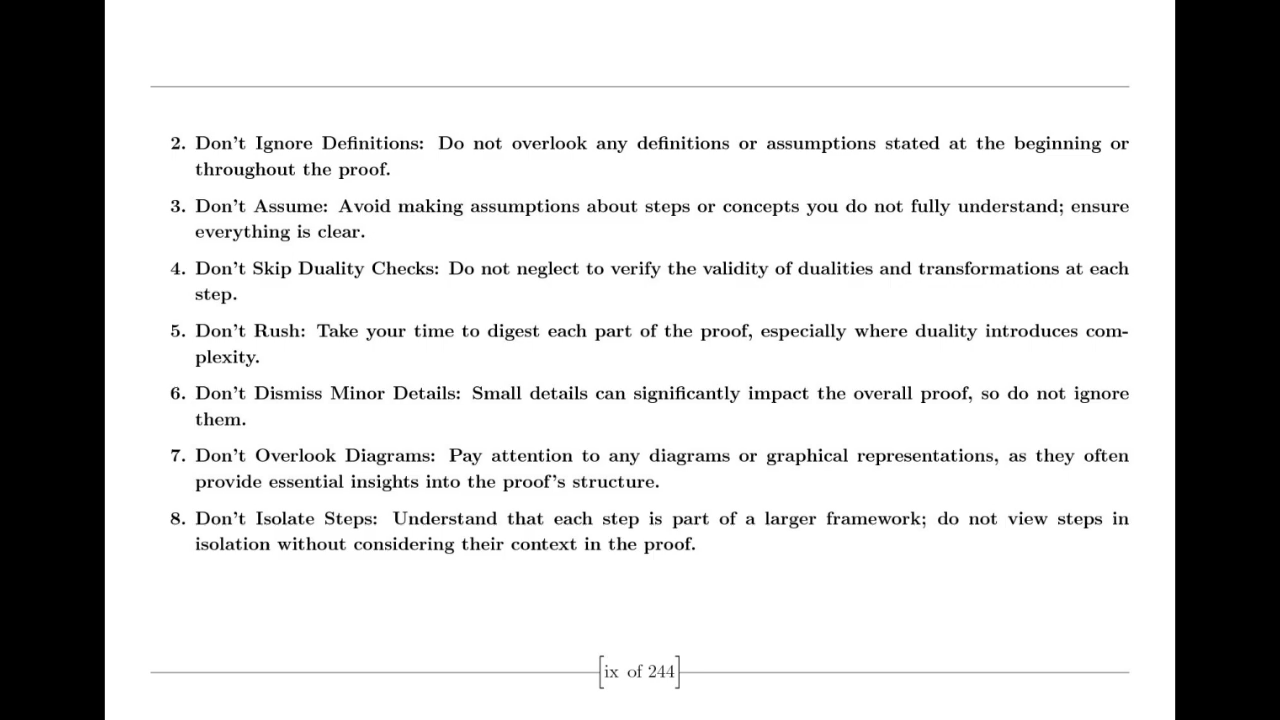 2. Don't Ignore Definitions: Do not overlook any definitions or assumptions stated at the beginning or
throughout the proof.
3. Don't Assume: Avoid making assumptions about steps or concepts you do not fully understand; ensure
everything is clear.
4. Don't Skip Duality Checks: Do not neglect to verify the validity of dualities and transformations at each
step.
5. Don't Rush: Take your time to digest each part of the proof, especially where duality introduces com-
plexity.
6. Don't Dismiss Minor Details: Small details can significantly impact the overall proof, so do not ignore
them.
7. Don't Overlook Diagrams: Pay attention to any diagrams or graphical representations, as they often
provide essential insights into the proof's structure.
8. Don't Isolate Steps: Understand that each step is part of a larger framework; do not view steps in
isolation without considering their context in the proof.
[ix of 244]